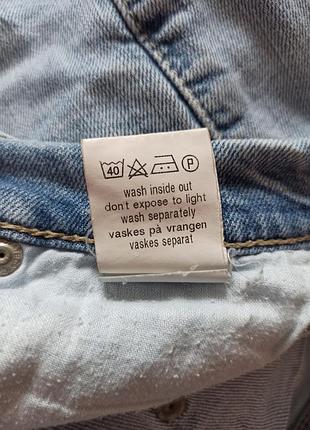 40 P
wash inside out
don't expose to light
wash separately
vaskes på vrangen
vaskes separat